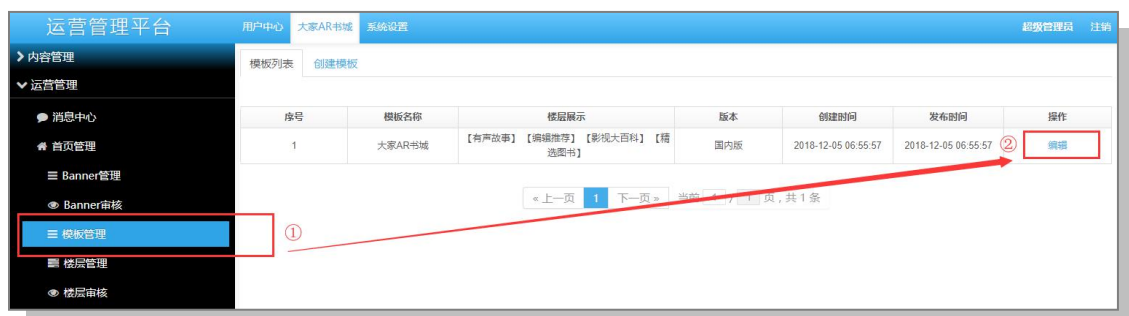 运营管理平台 用户中心 大家AR书城 系统设置 超级管理员 注销
内容管理
模板列表 创建模板
运营管理
消息中心
首页管理
Banner管理
Banner审核
模板管理
楼层管理
楼层审核
序号 模板名称 楼层展示 版本 创建时间 发布时间 操作
1 大家AR书城 【有声故事】【编辑推荐】【影视大百科】【精选图书】 国内版 2018-12-05 06:55:57 2018-12-05 06:55:57 编辑
« 上一页 1 下一页 » 当前 1 / 1 页，共 1 条
①
②